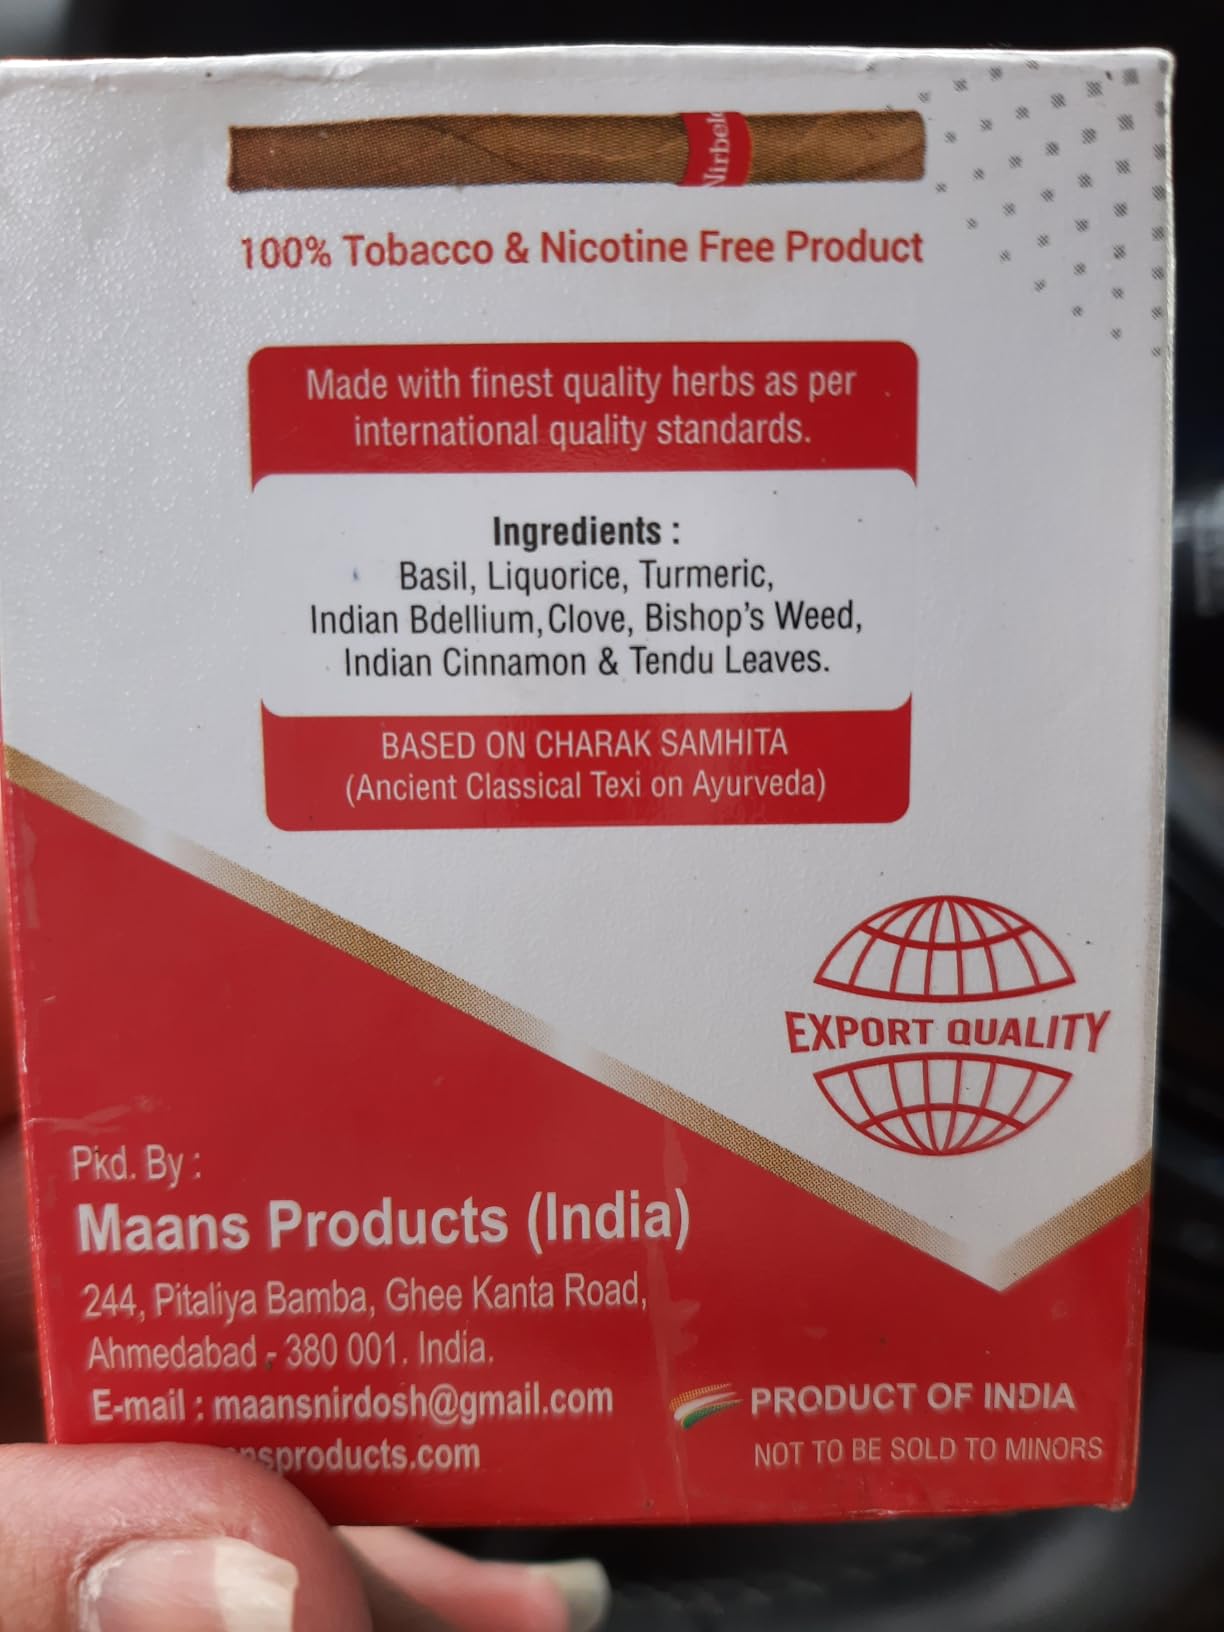 100% Tobacco & Nicotine Free Product
Made with finest quality herbs as per
international quality standards.
Ingredients :
Basil, Liquorice, Turmeric,
Indian Bdellium, Clove, Bishop's Weed,
Indian Cinnamon & Tendu Leaves.
BASED ON CHARAK SAMHITA
(Ancient Classical Texi on Ayurveda)
EXPORT QUALITY
Pkd. By :
Maans Products (India)
244, Pitaliya Bamba, Ghee Kanta Road,
Ahmedabad - 380 001. India.
E-mail : maansnirdosh@gmail.com
nsproducts.com
PRODUCT OF INDIA
NOT TO BE SOLD TO MINORS